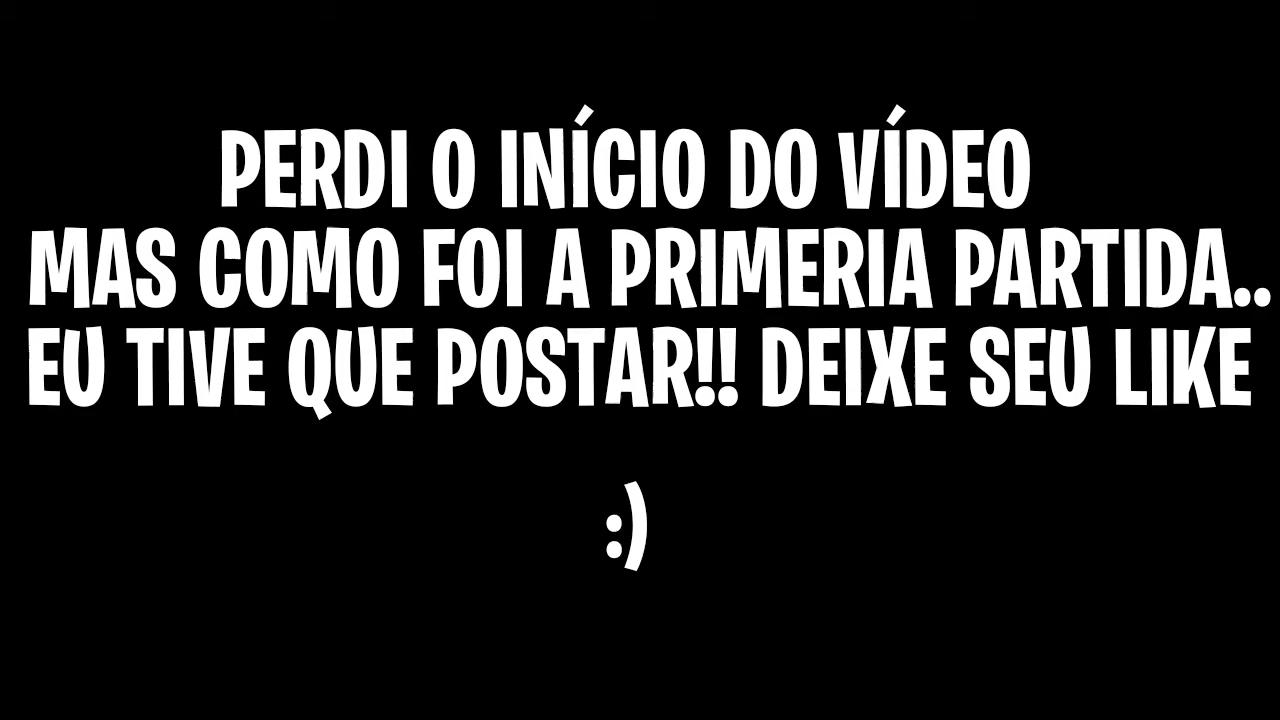 PERDI O INÍCIO DO VÍDEO
MAS COMO FOI A PRIMERIA PARTIDA..
EU TIVE QUE POSTAR!! DEIXE SEU LIKE
:)